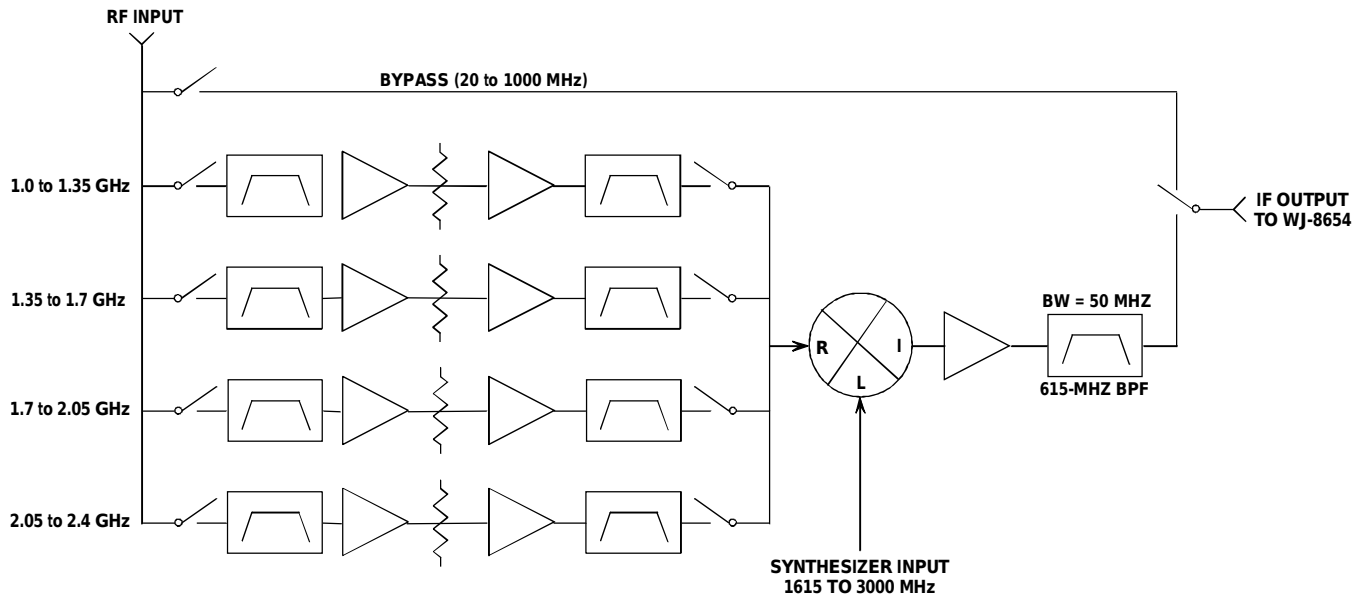 RF INPUT
BYPASS (20 to 1000 MHz)
1.0 to 1.35 GHz
IF OUTPUT
TO WJ-8654
1.35 to 1.7 GHz
BW = 50 MHZ
R
I
L
615-MHZ BPF
1.7 to 2.05 GHz
2.05 to 2.4 GHz
SYNTHESIZER INPUT
1615 TO 3000 MHz